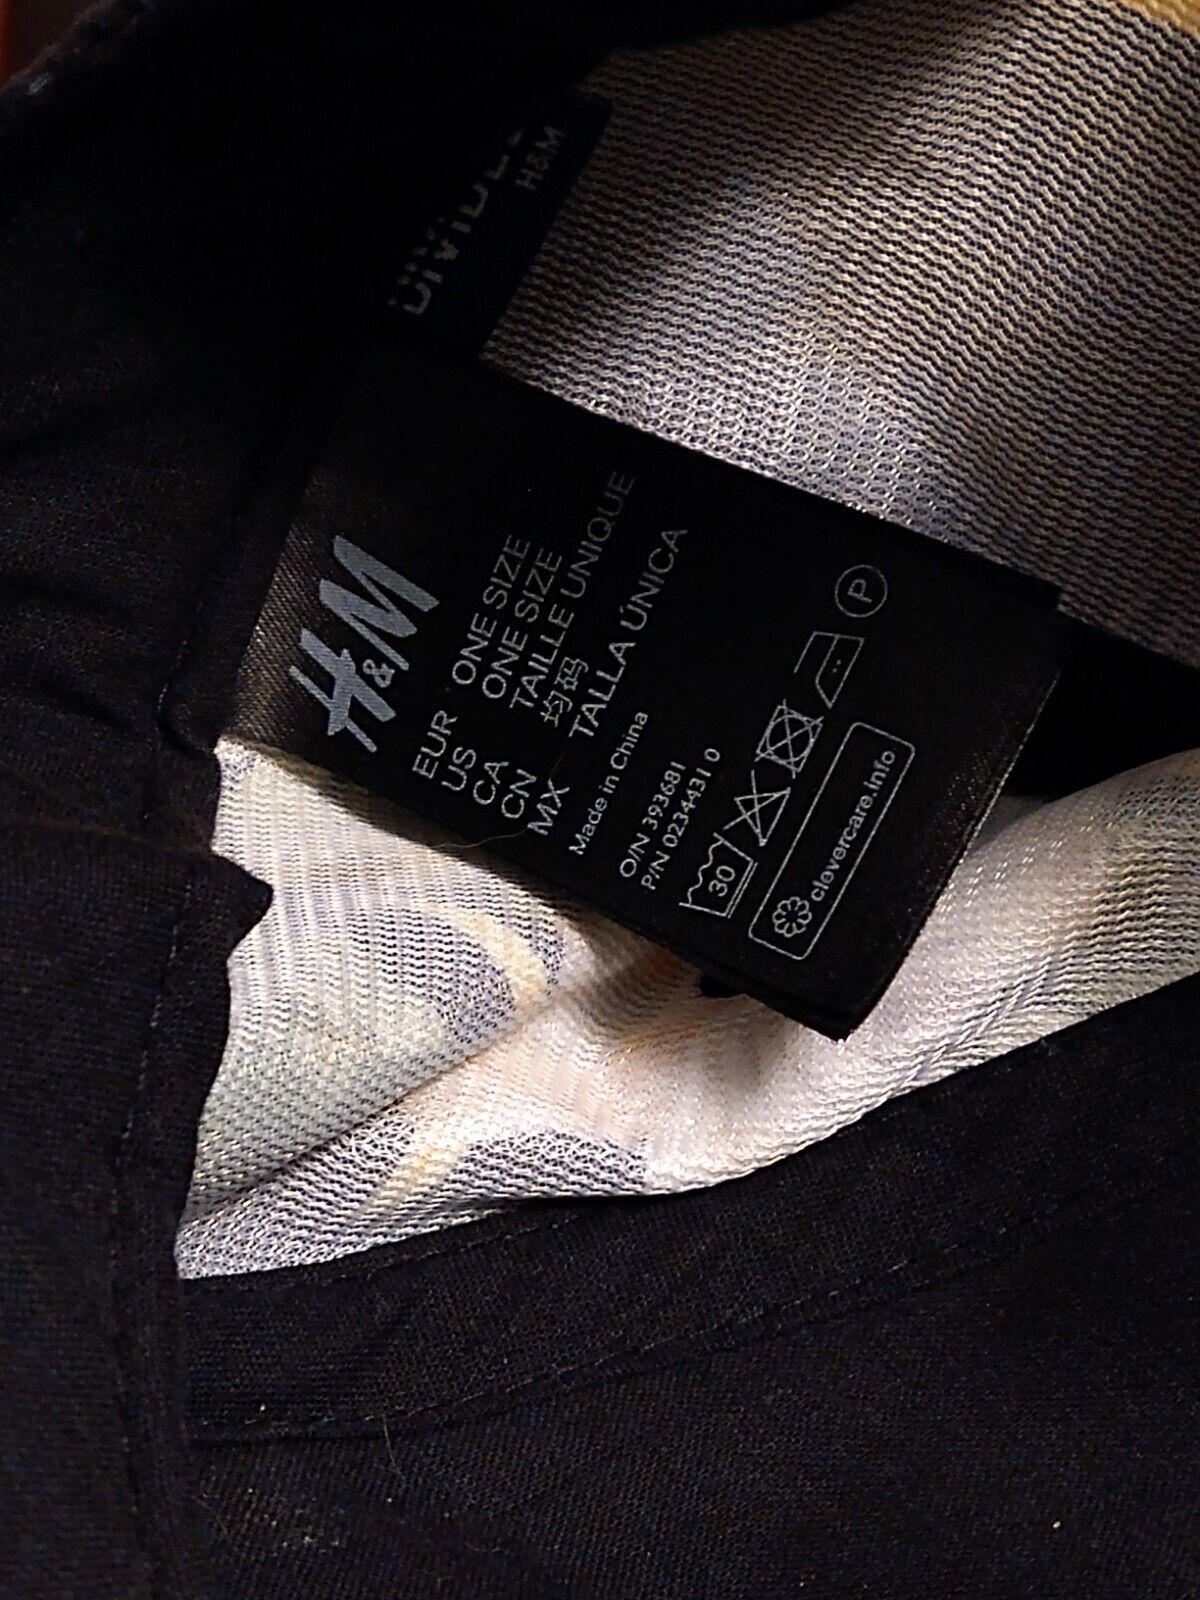 H&M
H&M
EUR ONE SIZE
US ONE SIZE
CA TAILLE UNIQUE
CN 均码
MX TALLA ÚNICA
Made in China
O/N 393681
P/N 0234431 0
30
P
clevercare.info